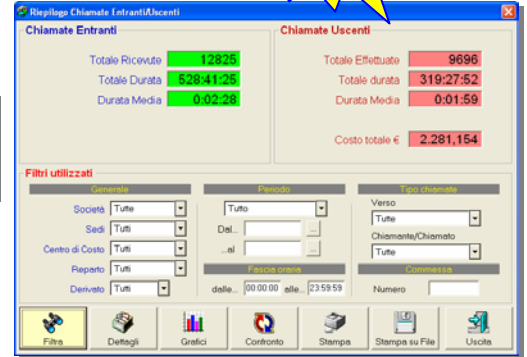 Riepilogo Chiamate Entranti/Uscenti
Chiamate Entranti
Totale Ricevute 12825
Totale Durata 528:41:25
Durata Media 0:02:28
Chiamate Uscenti
Totale Effettuate 9696
Totale durata 319:27:52
Durata Media 0:01:59
Costo totale € 2.281,154
Filtri utilizzati
Generale
Società Tutte
Sedi Tutti
Centro di Costo Tutti
Reparto Tutti
Derivato Tutti
Periodo
Tutto
Dal... ...
...al ...
Fascia oraria
dalle... 00:00:00 alle... 23:59:59
Tipo chiamate
Verso
Tutte
Chiamante/Chiamato
Tutte
Commessa
Numero
Filtra Dettagli Grafici Confronto Stampa Stampa su File Uscita